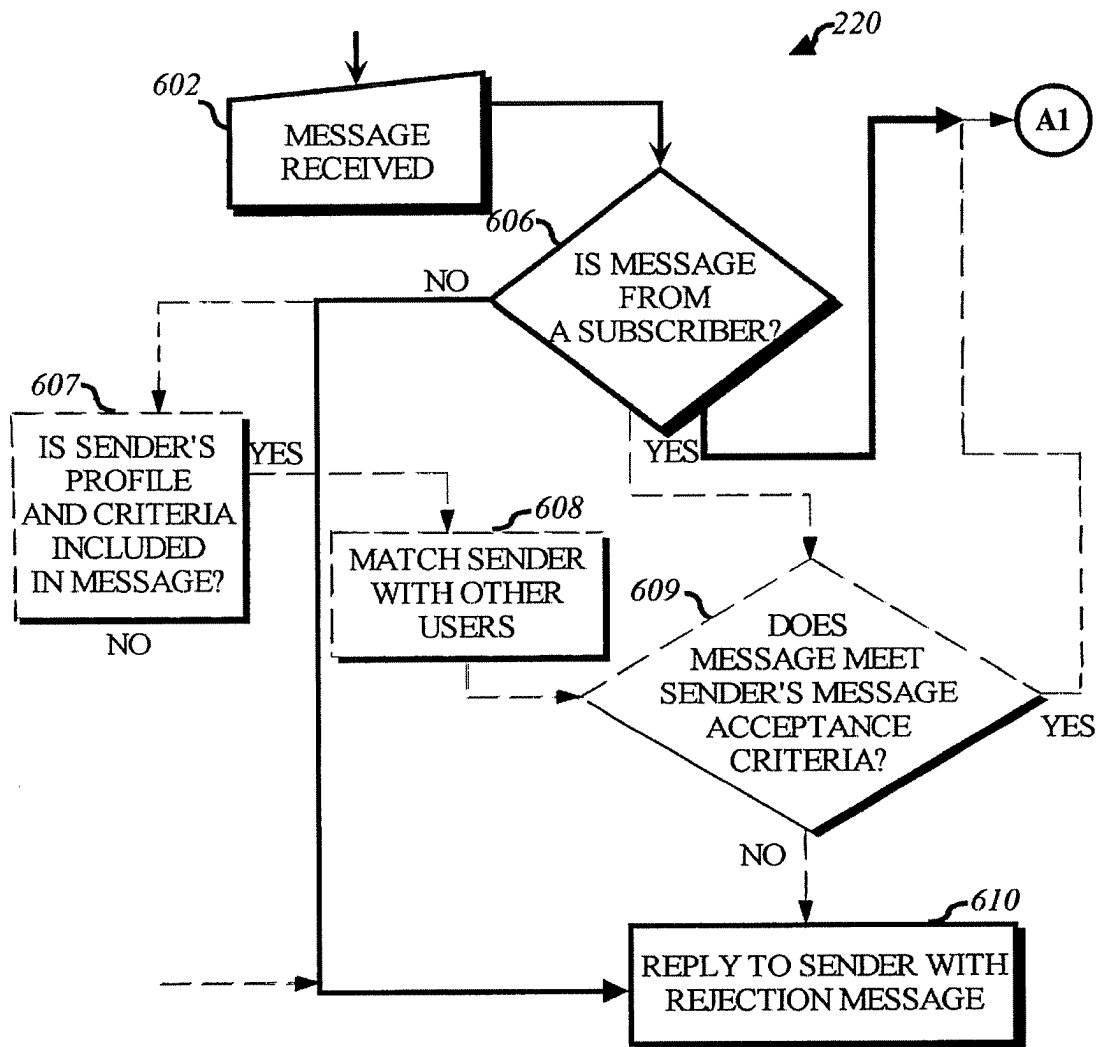 220
602
MESSAGE
RECEIVED
A1
606
IS MESSAGE
FROM
A SUBSCRIBER?
NO
YES
607
IS SENDER'S
PROFILE
AND CRITERIA
INCLUDED
IN MESSAGE?
YES
NO
608
MATCH SENDER
WITH OTHER
USERS
609
DOES
MESSAGE MEET
SENDER'S MESSAGE
ACCEPTANCE
CRITERIA?
YES
NO
610
REPLY TO SENDER WITH
REJECTION MESSAGE